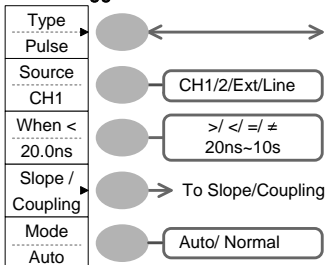 Type
Pulse
Source
CH1
CH1/2/Ext/Line
When <
20.0ns
>/ </ =/ ≠
20ns~10s
Slope /
Coupling
To Slope/Coupling
Mode
Auto
Auto/ Normal